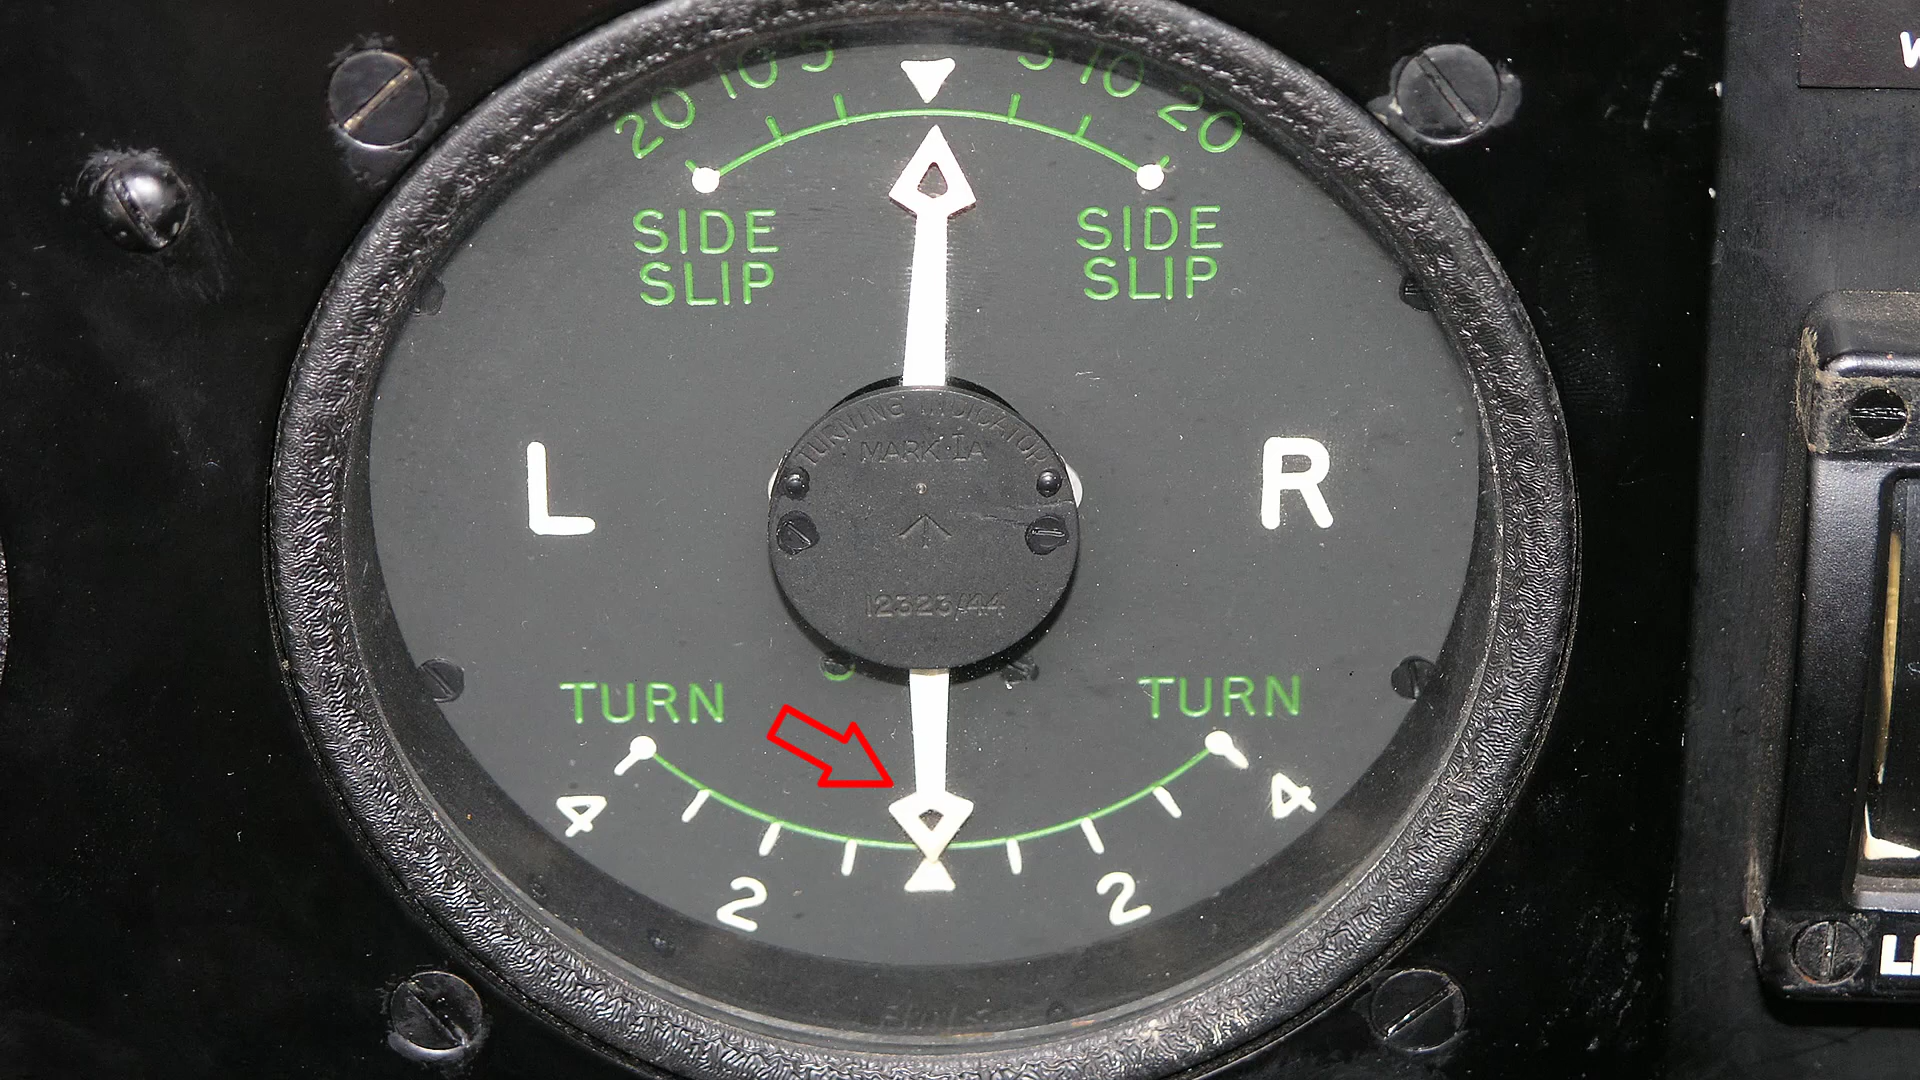 W
20 10 5 5 10 20
SIDE SLIP
SIDE SLIP
TURNING INDICATOR
MARK IA
L R
12323/44
TURN TURN
4 4
2 2